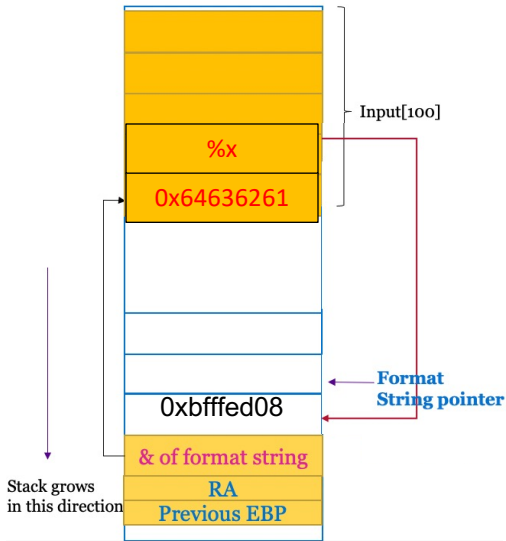 Input[100]
%x
0x64636261
Format
String pointer
0xbfffed08
& of format string
Stack grows
in this direction
RA
Previous EBP